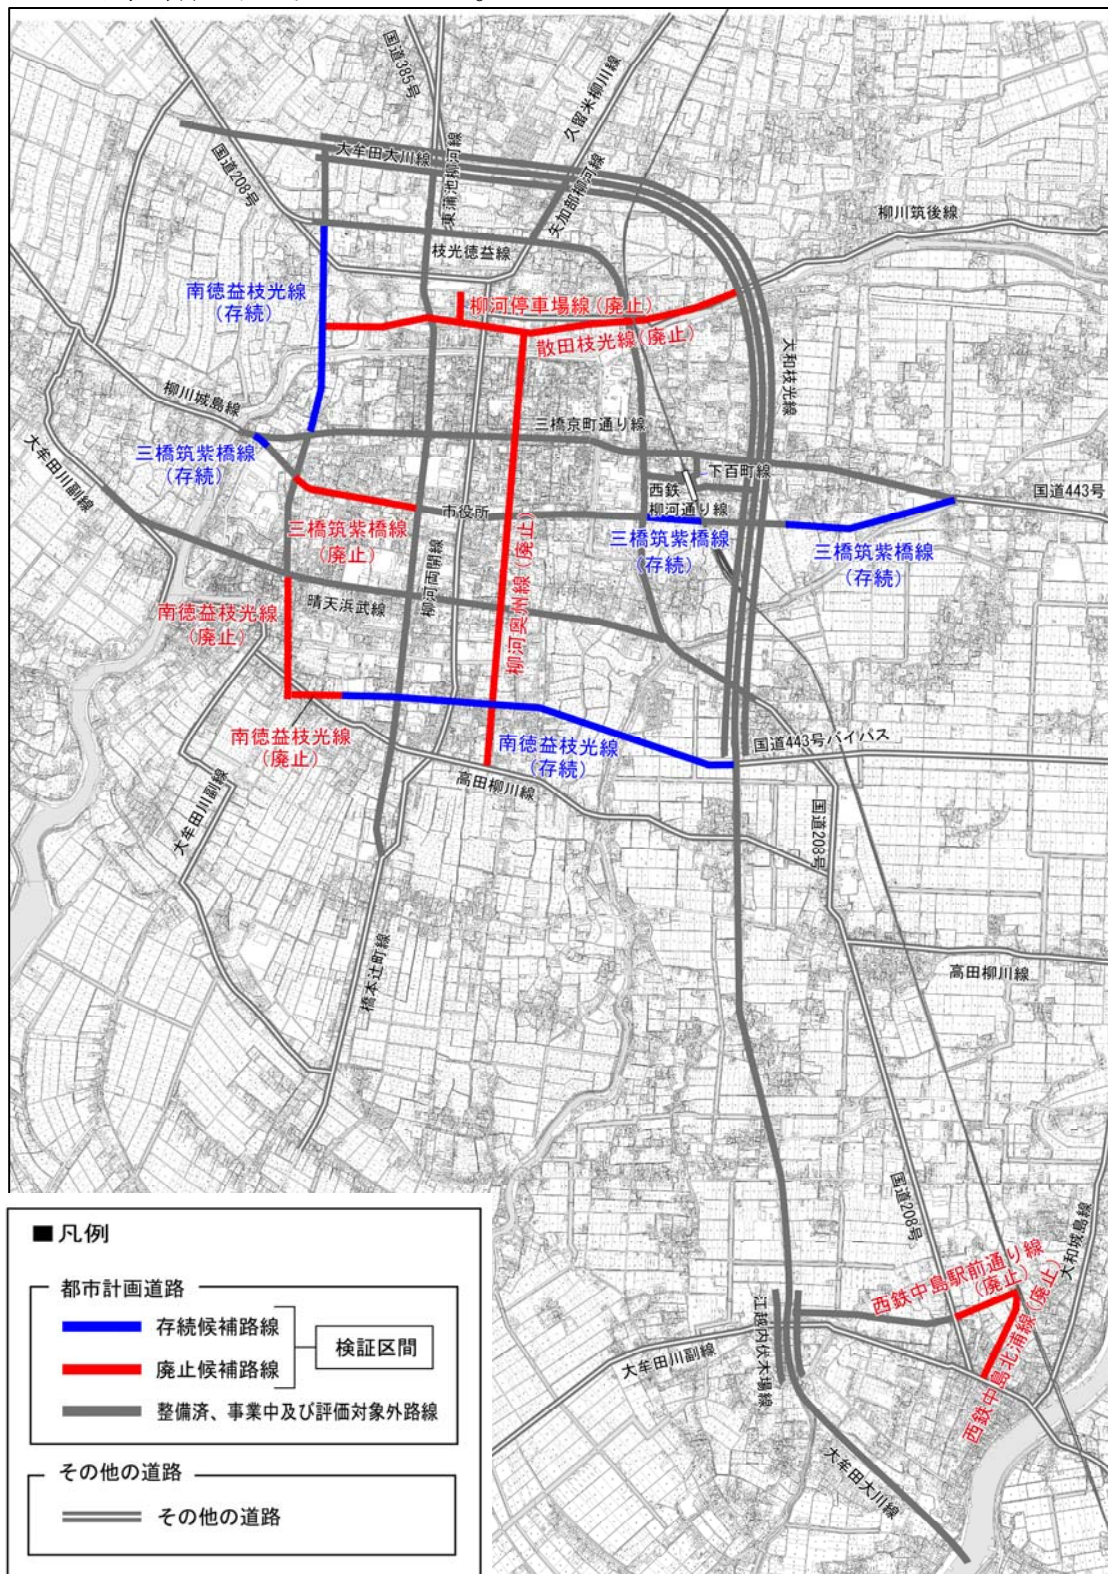 国道385号
久留米柳川線
大牟田大川線
東蒲池柳河線
国道208号
矢加部柳河線
柳川筑後線
枝光徳益線
南徳益枝光線
(存続)
柳河停車場線(廃止)
散田枝光線(廃止)
大和枝光線
柳川城島線
三橋京町通り線
三橋筑紫橋線
(存続)
大牟田川副線
下百町線
西鉄
柳河通り線
国道443号
市役所
三橋筑紫橋線
(廃止)
三橋筑紫橋線
(存続)
三橋筑紫橋線
(存続)
柳河両開線
柳河奥州線(廃止)
晴天浜武線
南徳益枝光線
(廃止)
南徳益枝光線
(廃止)
南徳益枝光線
(存続)
国道443号バイパス
高田柳川線
大牟田川副線
国道208号
橋本辻町線
高田柳川線
国道208号
大和城島線
西鉄中島駅前通り線
(廃止)
西鉄中島北浦線(廃止)
江越内伏木場線
大牟田川副線
大牟田大川線
■凡例
都市計画道路
存続候補路線
廃止候補路線
検証区間
整備済、事業中及び評価対象外路線
その他の道路
その他の道路